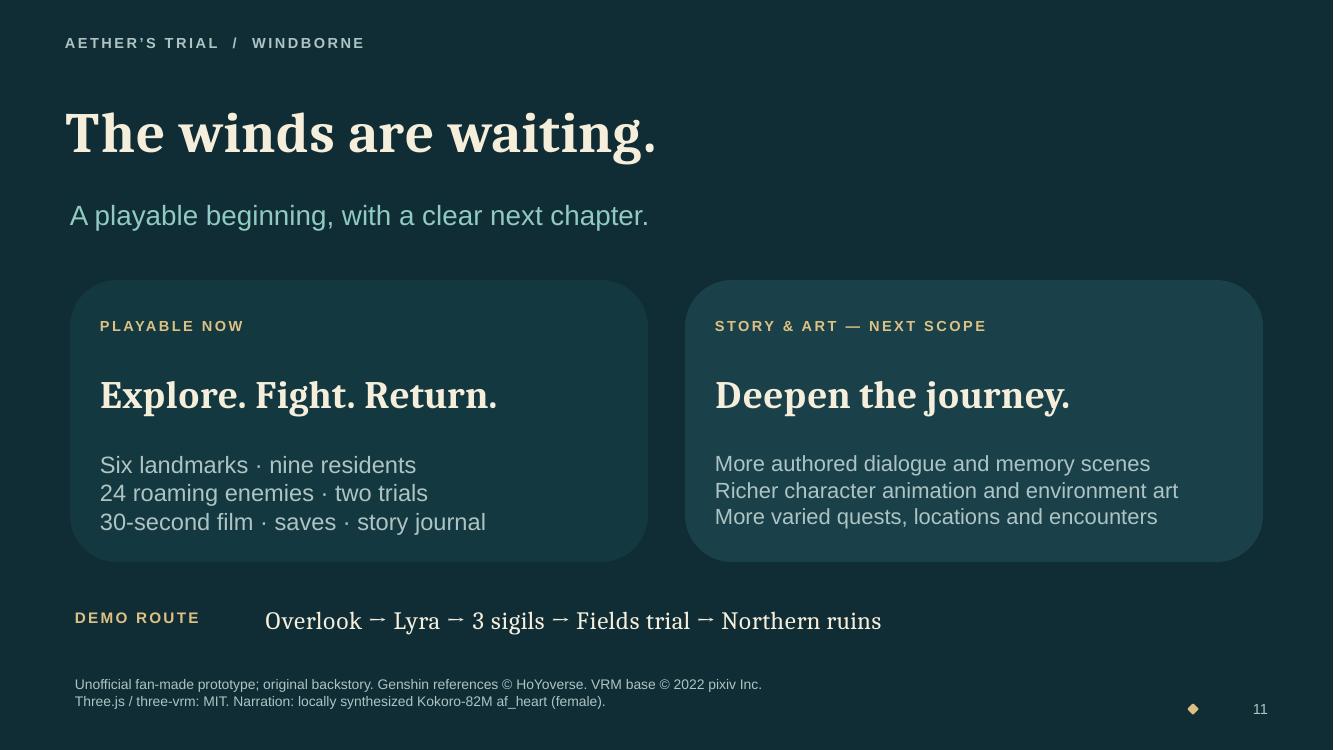 AETHER’S TRIAL / WINDBORNE
The winds are waiting.
A playable beginning, with a clear next chapter.
PLAYABLE NOW
Explore. Fight. Return.
Six landmarks · nine residents
24 roaming enemies · two trials
30-second film · saves · story journal
STORY & ART — NEXT SCOPE
Deepen the journey.
More authored dialogue and memory scenes
Richer character animation and environment art
More varied quests, locations and encounters
DEMO ROUTE
Overlook → Lyra → 3 sigils → Fields trial → Northern ruins
Unofficial fan-made prototype; original backstory. Genshin references © HoYoverse. VRM base © 2022 pixiv Inc.
Three.js / three-vrm: MIT. Narration: locally synthesized Kokoro-82M af_heart (female).
11